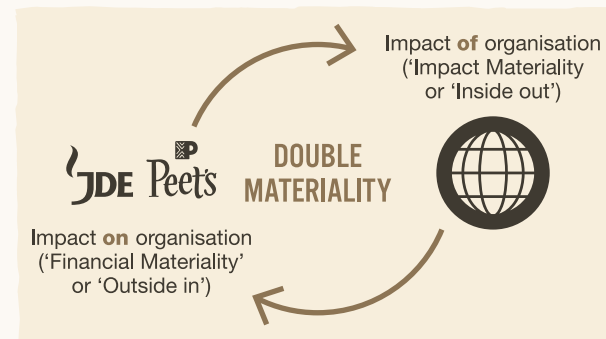 Impact of organisation
(‘Impact Materiality
or ‘Inside out’)
JDE Peet's
DOUBLE
MATERIALITY
Impact on organisation
(‘Financial Materiality’
or ‘Outside in’)